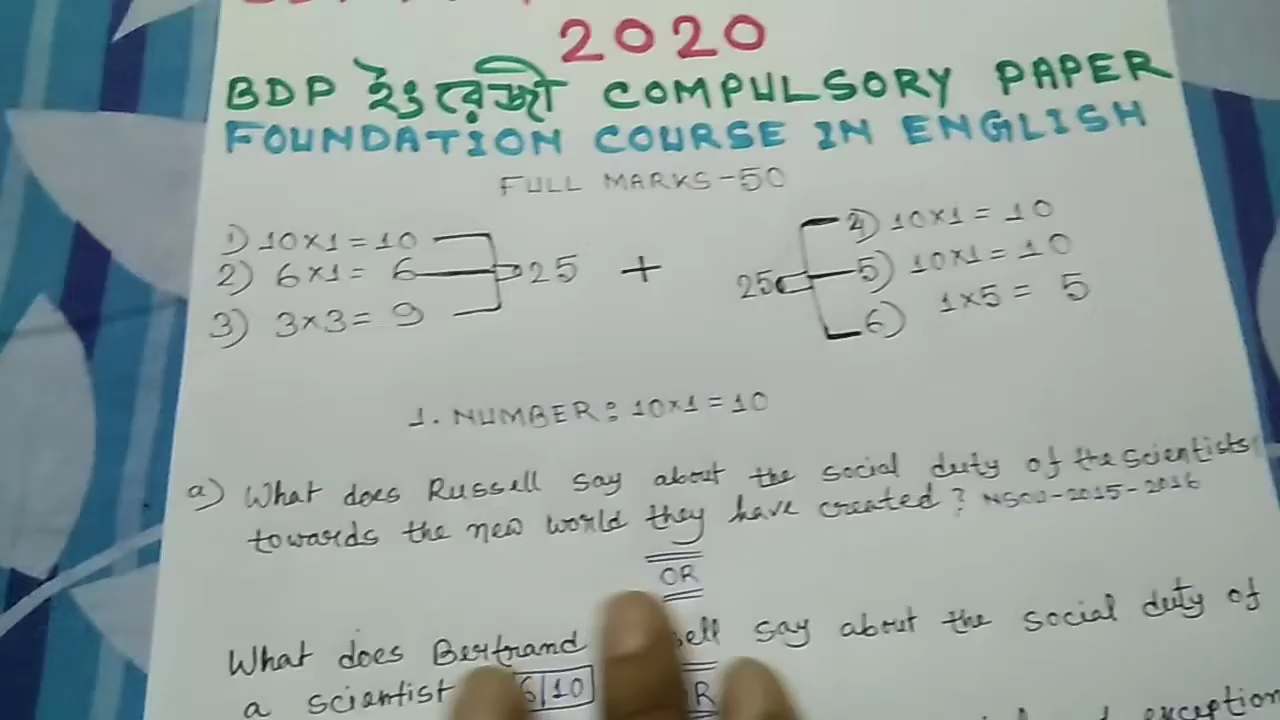 2020
BDP ইংরেজী COMPULSORY PAPER
FOUNDATION COURSE IN ENGLISH
FULL MARKS-50
1) 10×1=10
2) 6×1= 6
3) 3×3= 9
25 + 25
4) 10×1=10
5) 10×1=10
6) 1×5= 5
1. NUMBER: 10×1=10
a) What does Russell say about the social duty of the scientists
towards the new world they have created? NSOU-2015-2016
OR
What does Bertrand say about the social duty of
a scientist 6/10
exception